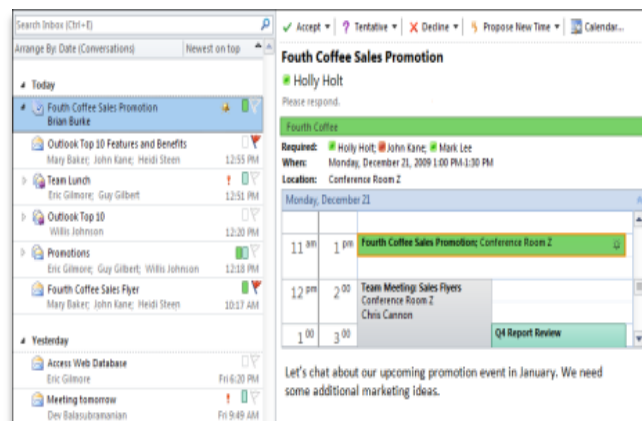 Search Inbox (Ctrl+E)
Arrange By: Date (Conversations) Newest on top
Today
Fouth Coffee Sales Promotion
Brian Burke
Outlook Top 10 Features and Benefits
Mary Baker; John Kane; Heidi Steen 12:55 PM
Team Lunch
Eric Gilmore; Guy Gilbert 12:51 PM
Outlook Top 10
Willis Johnson 12:20 PM
Promotions
Eric Gilmore; Guy Gilbert; Willis Johnson 12:18 PM
Fourth Coffee Sales Flyer
Mary Baker; John Kane; Heidi Steen 10:17 AM
Yesterday
Access Web Database
Eric Gilmore Fri 6:20 PM
Meeting tomorrow
Dev Balasubramanian Fri 9:49 AM
Accept Tentative Decline Propose New Time Calendar...
Fouth Coffee Sales Promotion
Holly Holt
Please respond.
Fourth Coffee
Required: Holly Holt; John Kane; Mark Lee
When: Monday, December 21, 2009 1:00 PM-1:30 PM
Location: Conference Room Z
Monday, December 21
11 am 1 pm Fourth Coffee Sales Promotion; Conference Room Z
12 pm 2 00 Team Meeting: Sales Flyers
Conference Room Z
Chris Cannon
1 00 3 00 Q4 Report Review
Let's chat about our upcoming promotion event in January. We need
some additional marketing ideas.